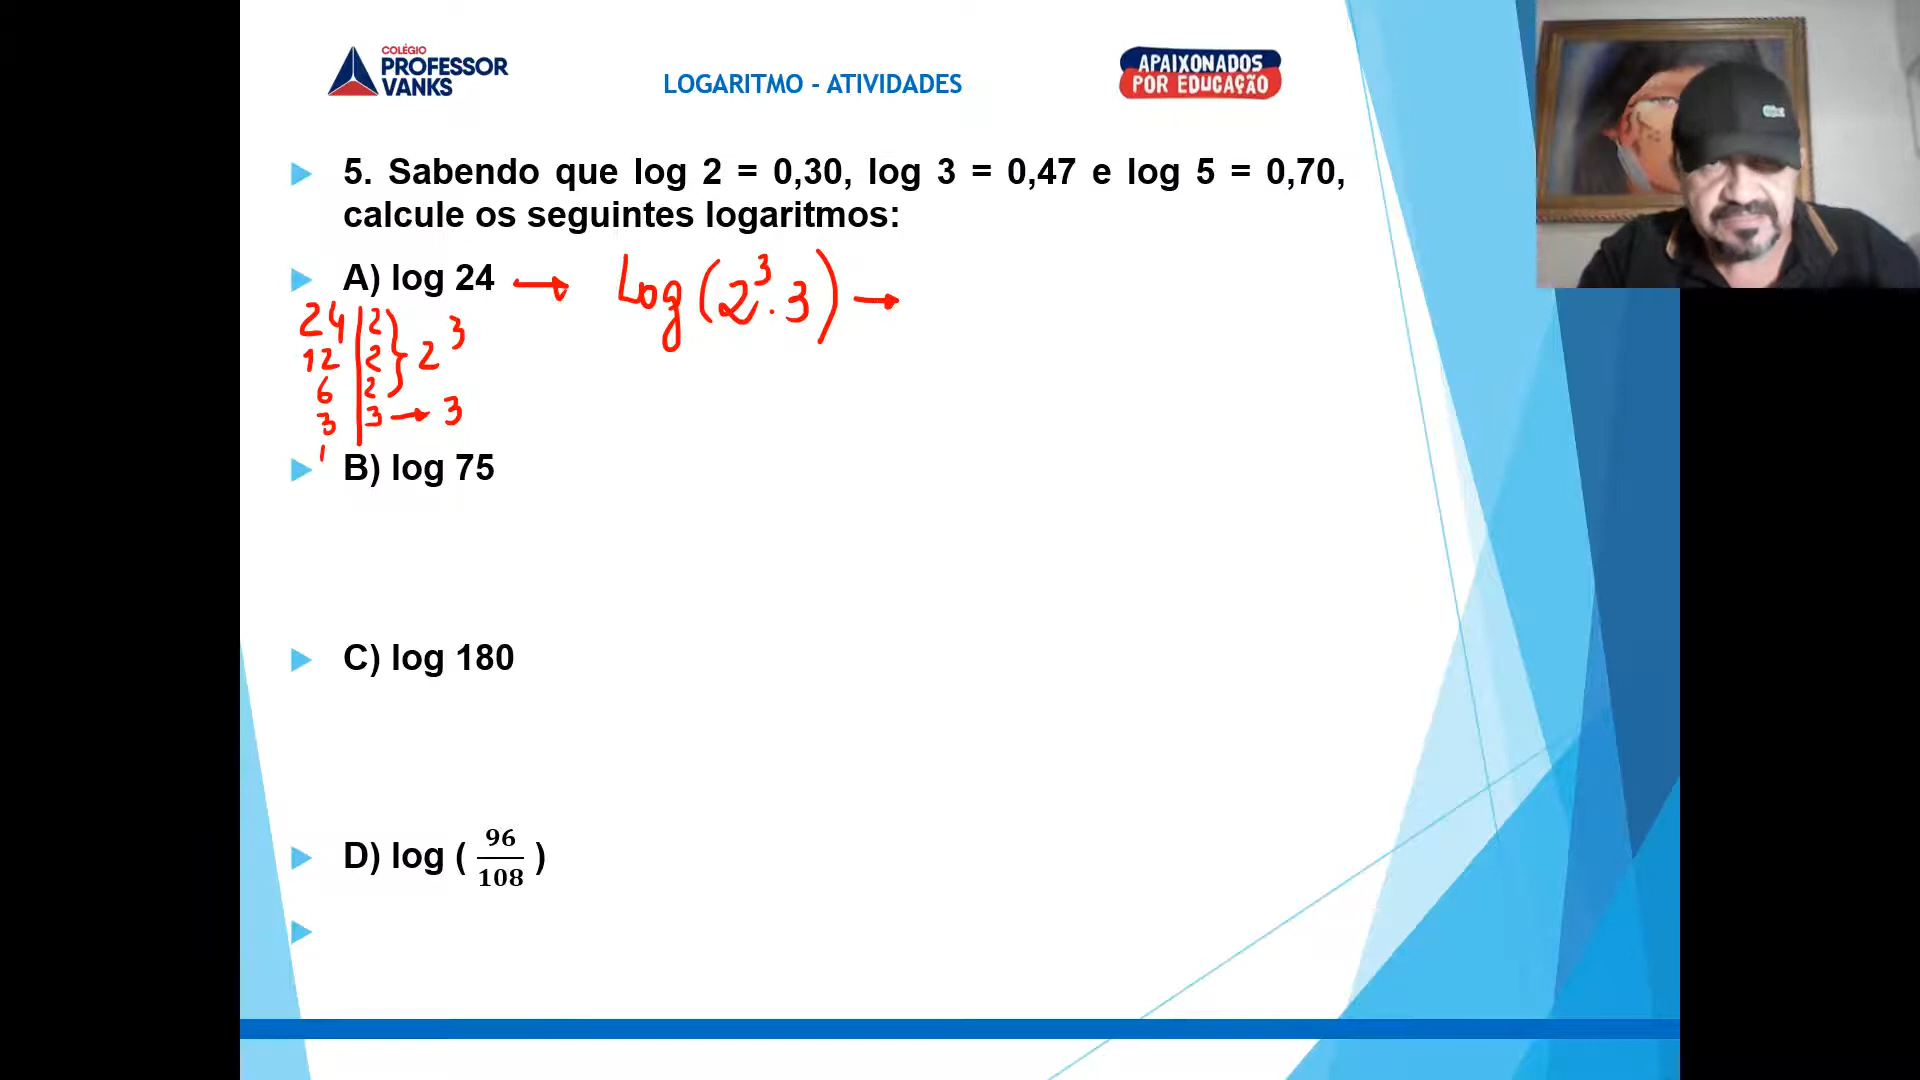 COLÉGIO
PROFESSOR
VANKS
LOGARITMO - ATIVIDADES
APAIXONADOS
POR EDUCAÇÃO
5. Sabendo que log 2 = 0,30, log 3 = 0,47 e log 5 = 0,70,
calcule os seguintes logaritmos:
A) log 24 → Log (2³ . 3) →
24 | 2
12 | 2 } 2³
6 | 2
3 | 3 → 3
1
B) log 75
C) log 180
D) log ( 96/108 )